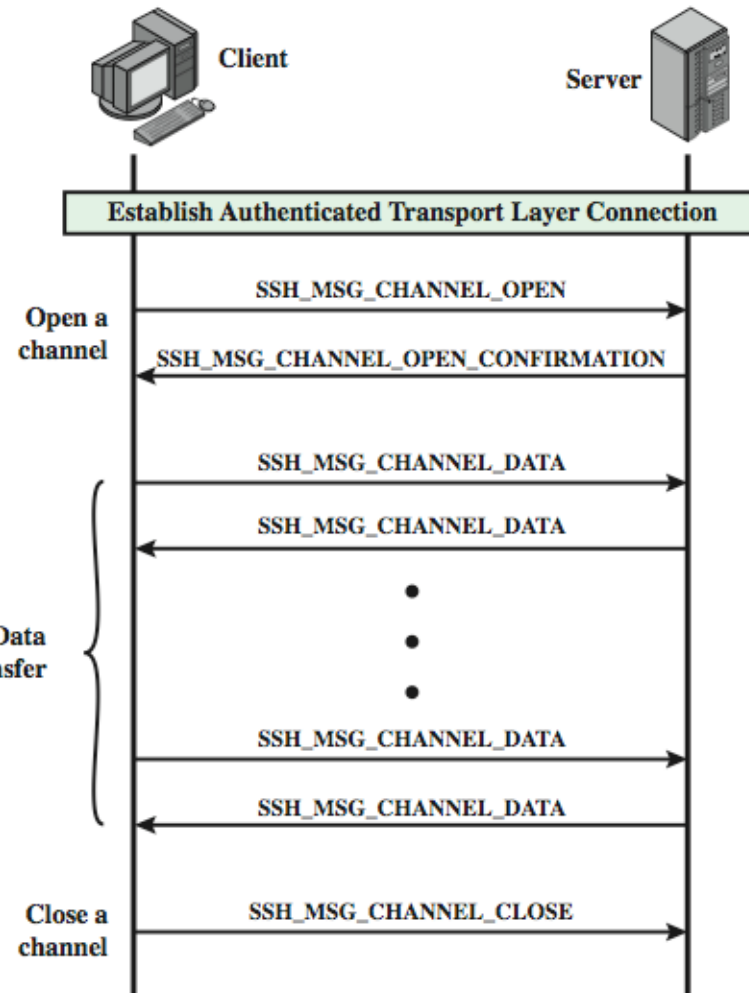 Client
Server
Establish Authenticated Transport Layer Connection
SSH_MSG_CHANNEL_OPEN
Open a
channel
SSH_MSG_CHANNEL_OPEN_CONFIRMATION
SSH_MSG_CHANNEL_DATA
SSH_MSG_CHANNEL_DATA
Data
nsfer
SSH_MSG_CHANNEL_DATA
SSH_MSG_CHANNEL_DATA
Close a
channel
SSH_MSG_CHANNEL_CLOSE